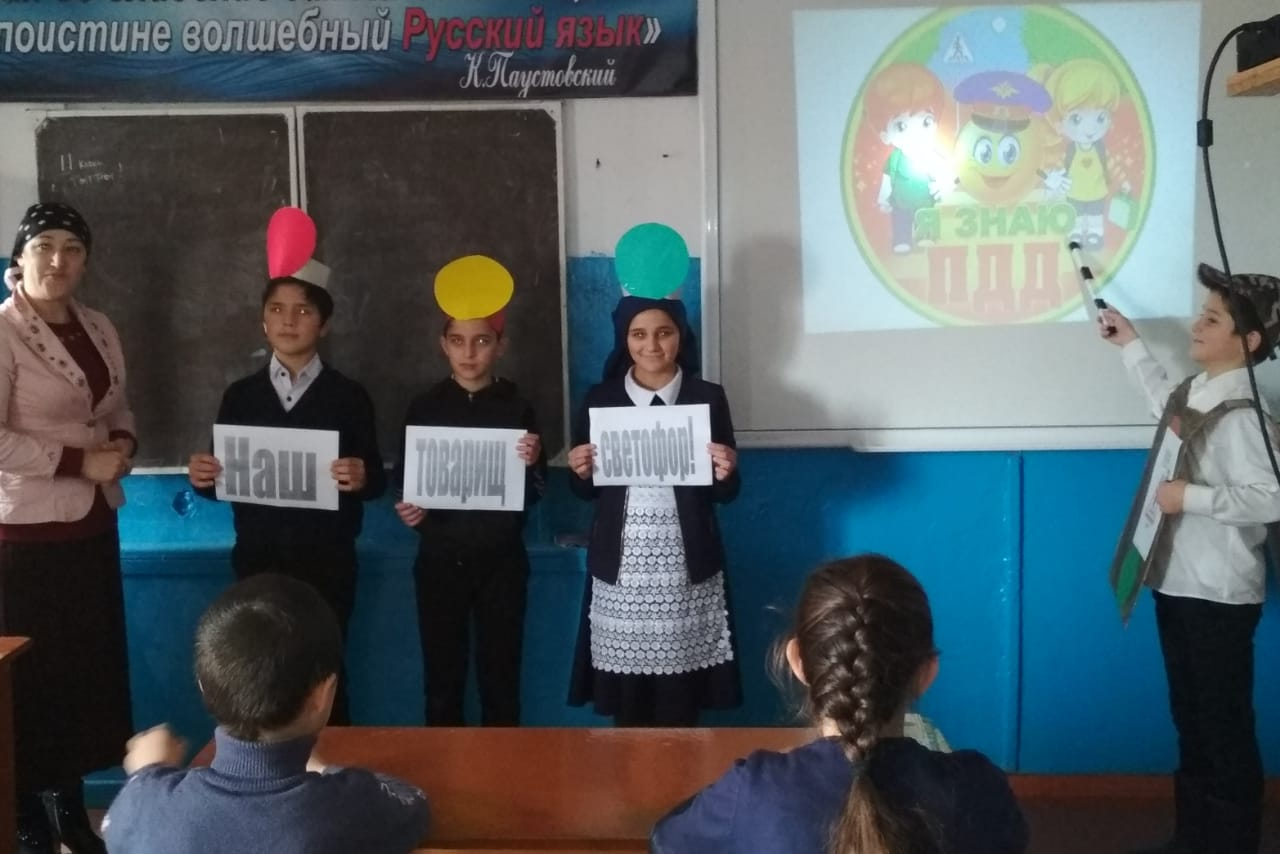 поистине волшебный Русский язык»
К.Паустовский
Наш
товарищ
светофор!
Я ЗНАЮ
ПДД